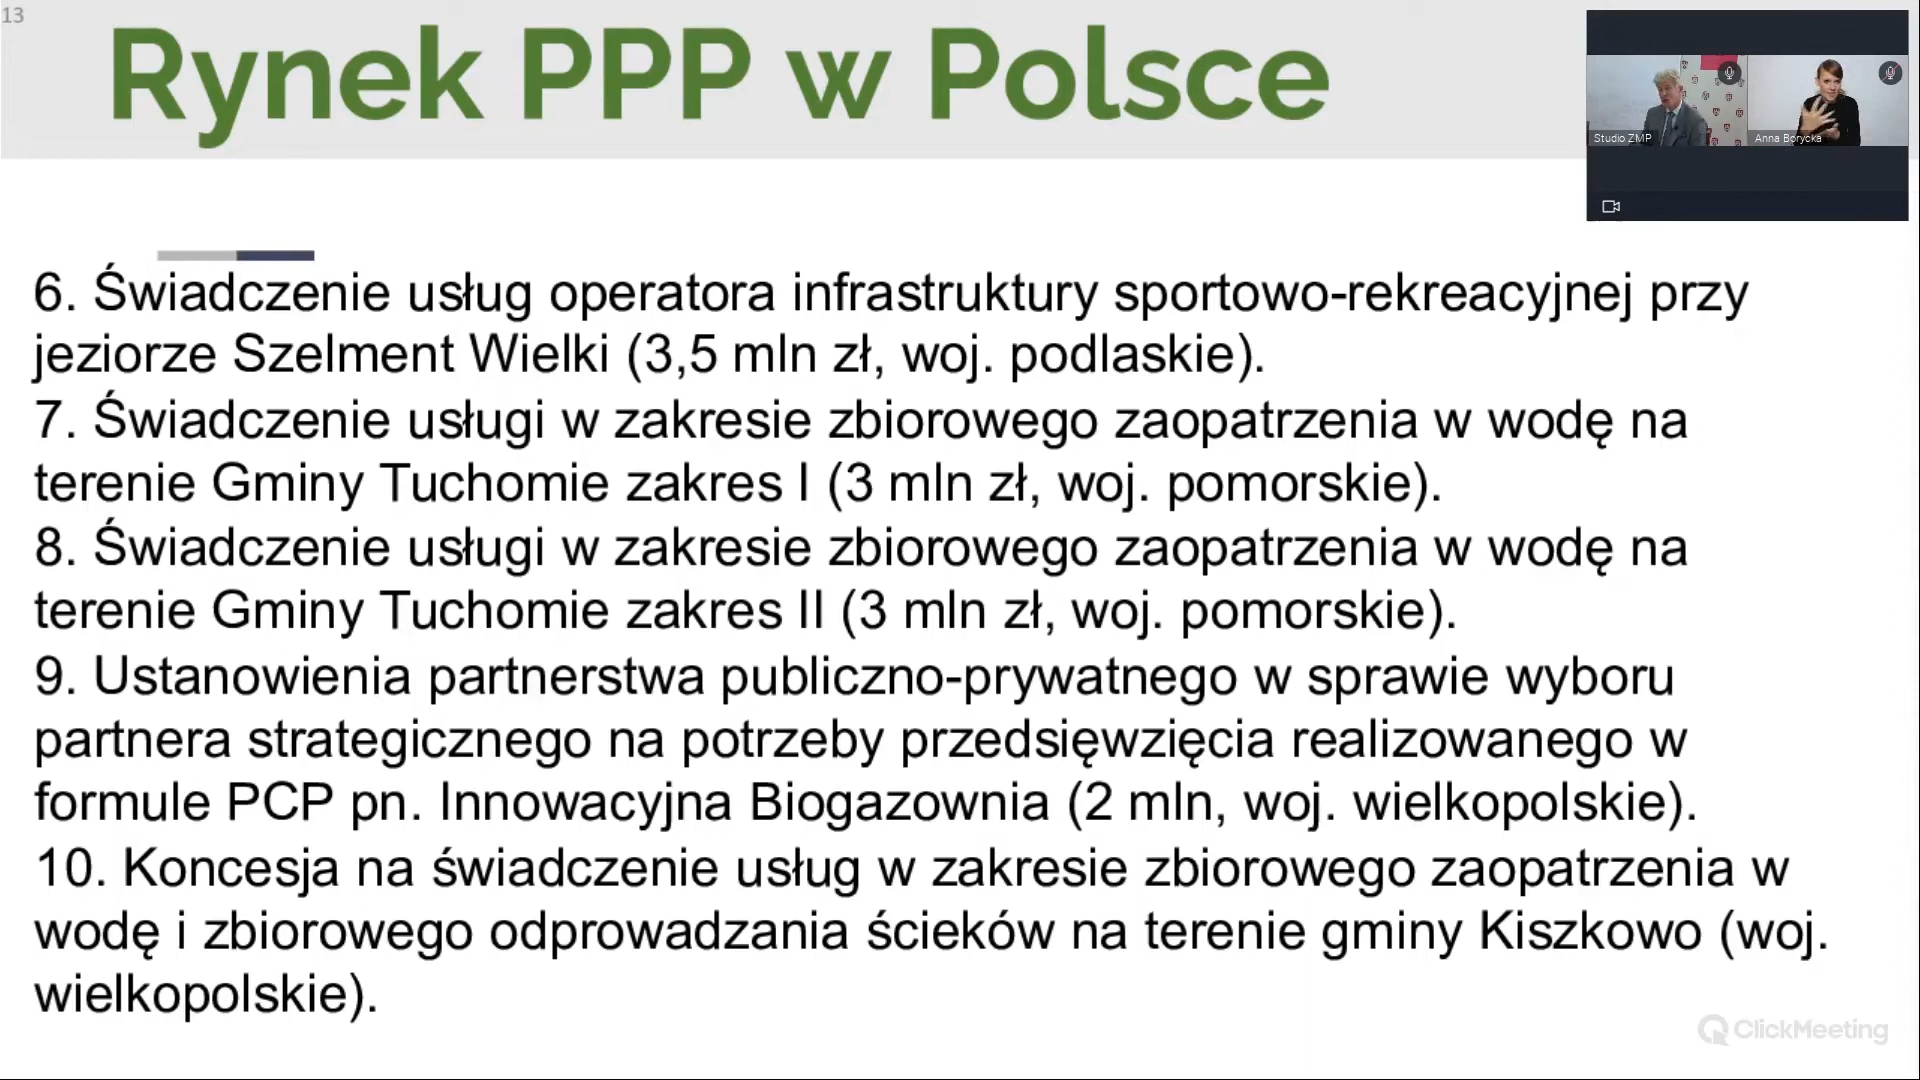 13
Rynek PPP w Polsce
Studio ZMP
Anna Borycka
6. Świadczenie usług operatora infrastruktury sportowo-rekreacyjnej przy
jeziorze Szelment Wielki (3,5 mln zł, woj. podlaskie).
7. Świadczenie usługi w zakresie zbiorowego zaopatrzenia w wodę na
terenie Gminy Tuchomie zakres I (3 mln zł, woj. pomorskie).
8. Świadczenie usługi w zakresie zbiorowego zaopatrzenia w wodę na
terenie Gminy Tuchomie zakres II (3 mln zł, woj. pomorskie).
9. Ustanowienia partnerstwa publiczno-prywatnego w sprawie wyboru
partnera strategicznego na potrzeby przedsięwzięcia realizowanego w
formule PCP pn. Innowacyjna Biogazownia (2 mln, woj. wielkopolskie).
10. Koncesja na świadczenie usług w zakresie zbiorowego zaopatrzenia w
wodę i zbiorowego odprowadzania ścieków na terenie gminy Kiszkowo (woj.
wielkopolskie).
ClickMeeting